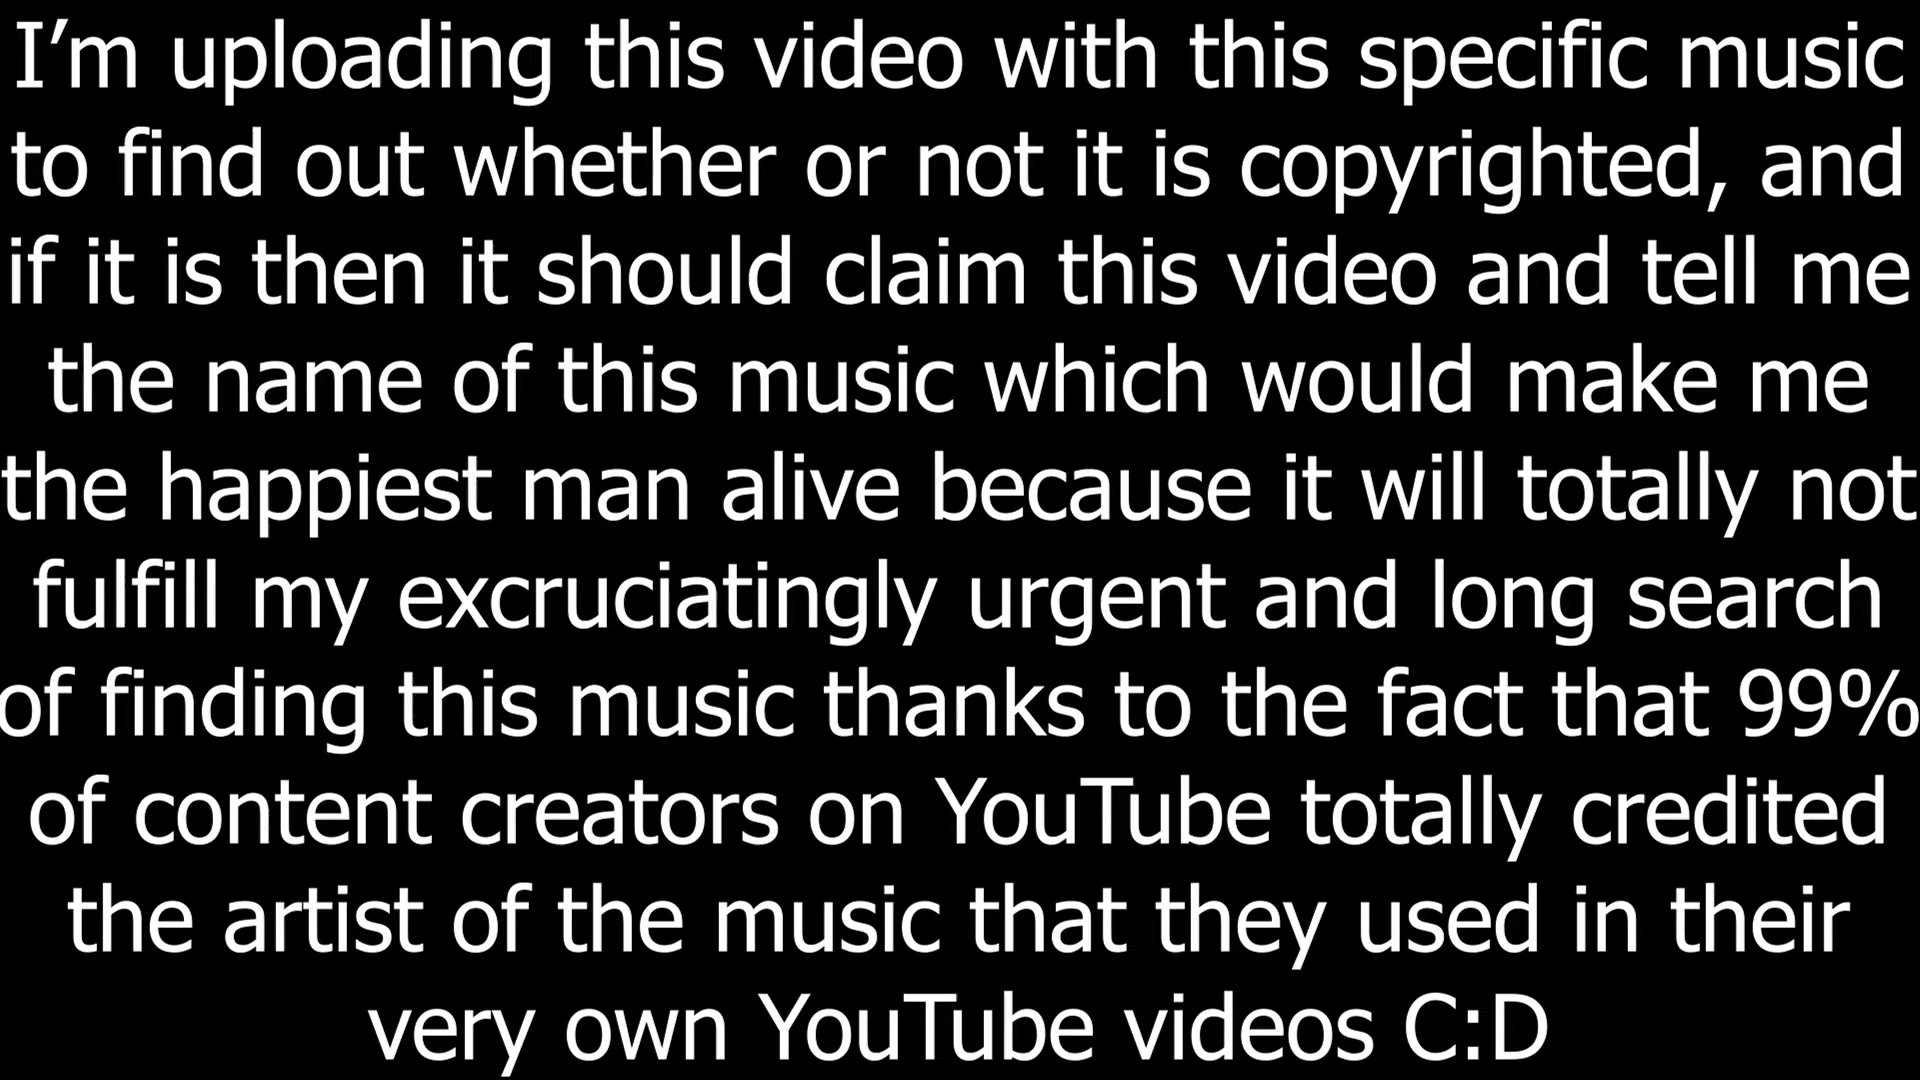 I’m uploading this video with this specific music
to find out whether or not it is copyrighted, and
if it is then it should claim this video and tell me
the name of this music which would make me
the happiest man alive because it will totally not
fulfill my excruciatingly urgent and long search
of finding this music thanks to the fact that 99%
of content creators on YouTube totally credited
the artist of the music that they used in their
very own YouTube videos C:D